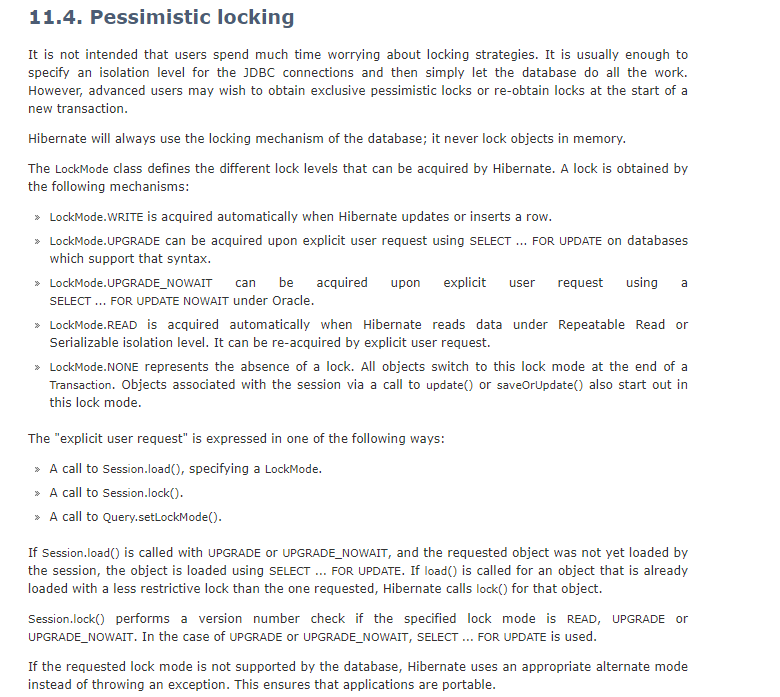 11.4. Pessimistic locking
It is not intended that users spend much time worrying about locking strategies. It is usually enough to
specify an isolation level for the JDBC connections and then simply let the database do all the work.
However, advanced users may wish to obtain exclusive pessimistic locks or re-obtain locks at the start of a
new transaction.
Hibernate will always use the locking mechanism of the database; it never lock objects in memory.
The LockMode class defines the different lock levels that can be acquired by Hibernate. A lock is obtained by
the following mechanisms:
» LockMode.WRITE is acquired automatically when Hibernate updates or inserts a row.
» LockMode.UPGRADE can be acquired upon explicit user request using SELECT ... FOR UPDATE on databases
which support that syntax.
» LockMode.UPGRADE_NOWAIT can be acquired upon explicit user request using a
SELECT ... FOR UPDATE NOWAIT under Oracle.
» LockMode.READ is acquired automatically when Hibernate reads data under Repeatable Read or
Serializable isolation level. It can be re-acquired by explicit user request.
» LockMode.NONE represents the absence of a lock. All objects switch to this lock mode at the end of a
Transaction. Objects associated with the session via a call to update() or saveOrUpdate() also start out in
this lock mode.
The "explicit user request" is expressed in one of the following ways:
» A call to Session.load(), specifying a LockMode.
» A call to Session.lock().
» A call to Query.setLockMode().
If Session.load() is called with UPGRADE or UPGRADE_NOWAIT, and the requested object was not yet loaded by
the session, the object is loaded using SELECT ... FOR UPDATE. If load() is called for an object that is already
loaded with a less restrictive lock than the one requested, Hibernate calls lock() for that object.
Session.lock() performs a version number check if the specified lock mode is READ, UPGRADE or
UPGRADE_NOWAIT. In the case of UPGRADE or UPGRADE_NOWAIT, SELECT ... FOR UPDATE is used.
If the requested lock mode is not supported by the database, Hibernate uses an appropriate alternate mode
instead of throwing an exception. This ensures that applications are portable.